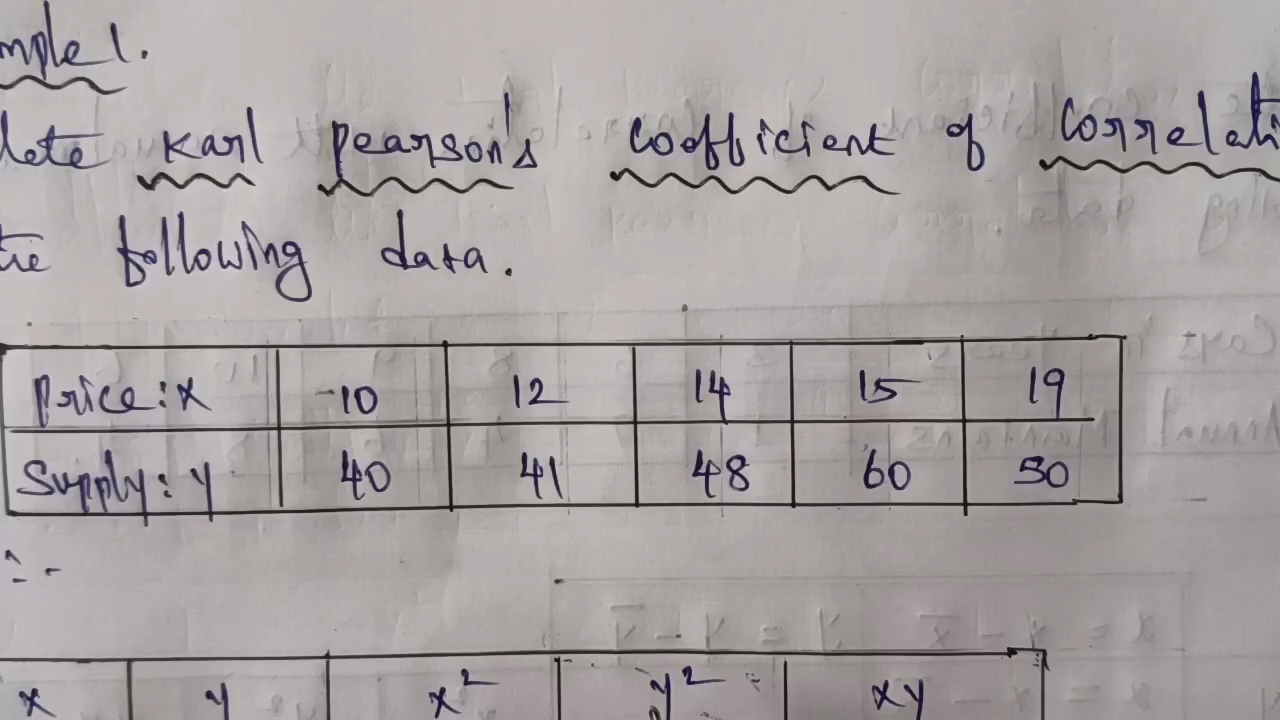 mple 1.
late Karl pearson's coefficient of correlati
following data.
Price: x 10 12 14 15 19
Supply: y 40 41 48 60 50
:-
x y x² y² xy